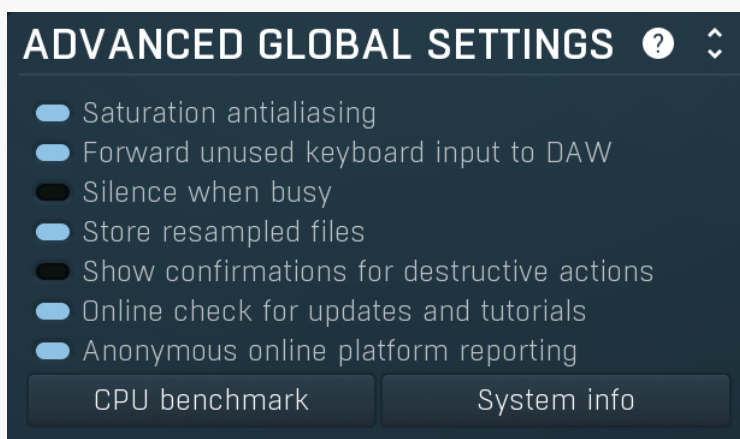 ADVANCED GLOBAL SETTINGS ?
Saturation antialiasing
Forward unused keyboard input to DAW
Silence when busy
Store resampled files
Show confirmations for destructive actions
Online check for updates and tutorials
Anonymous online platform reporting
CPU benchmark System info